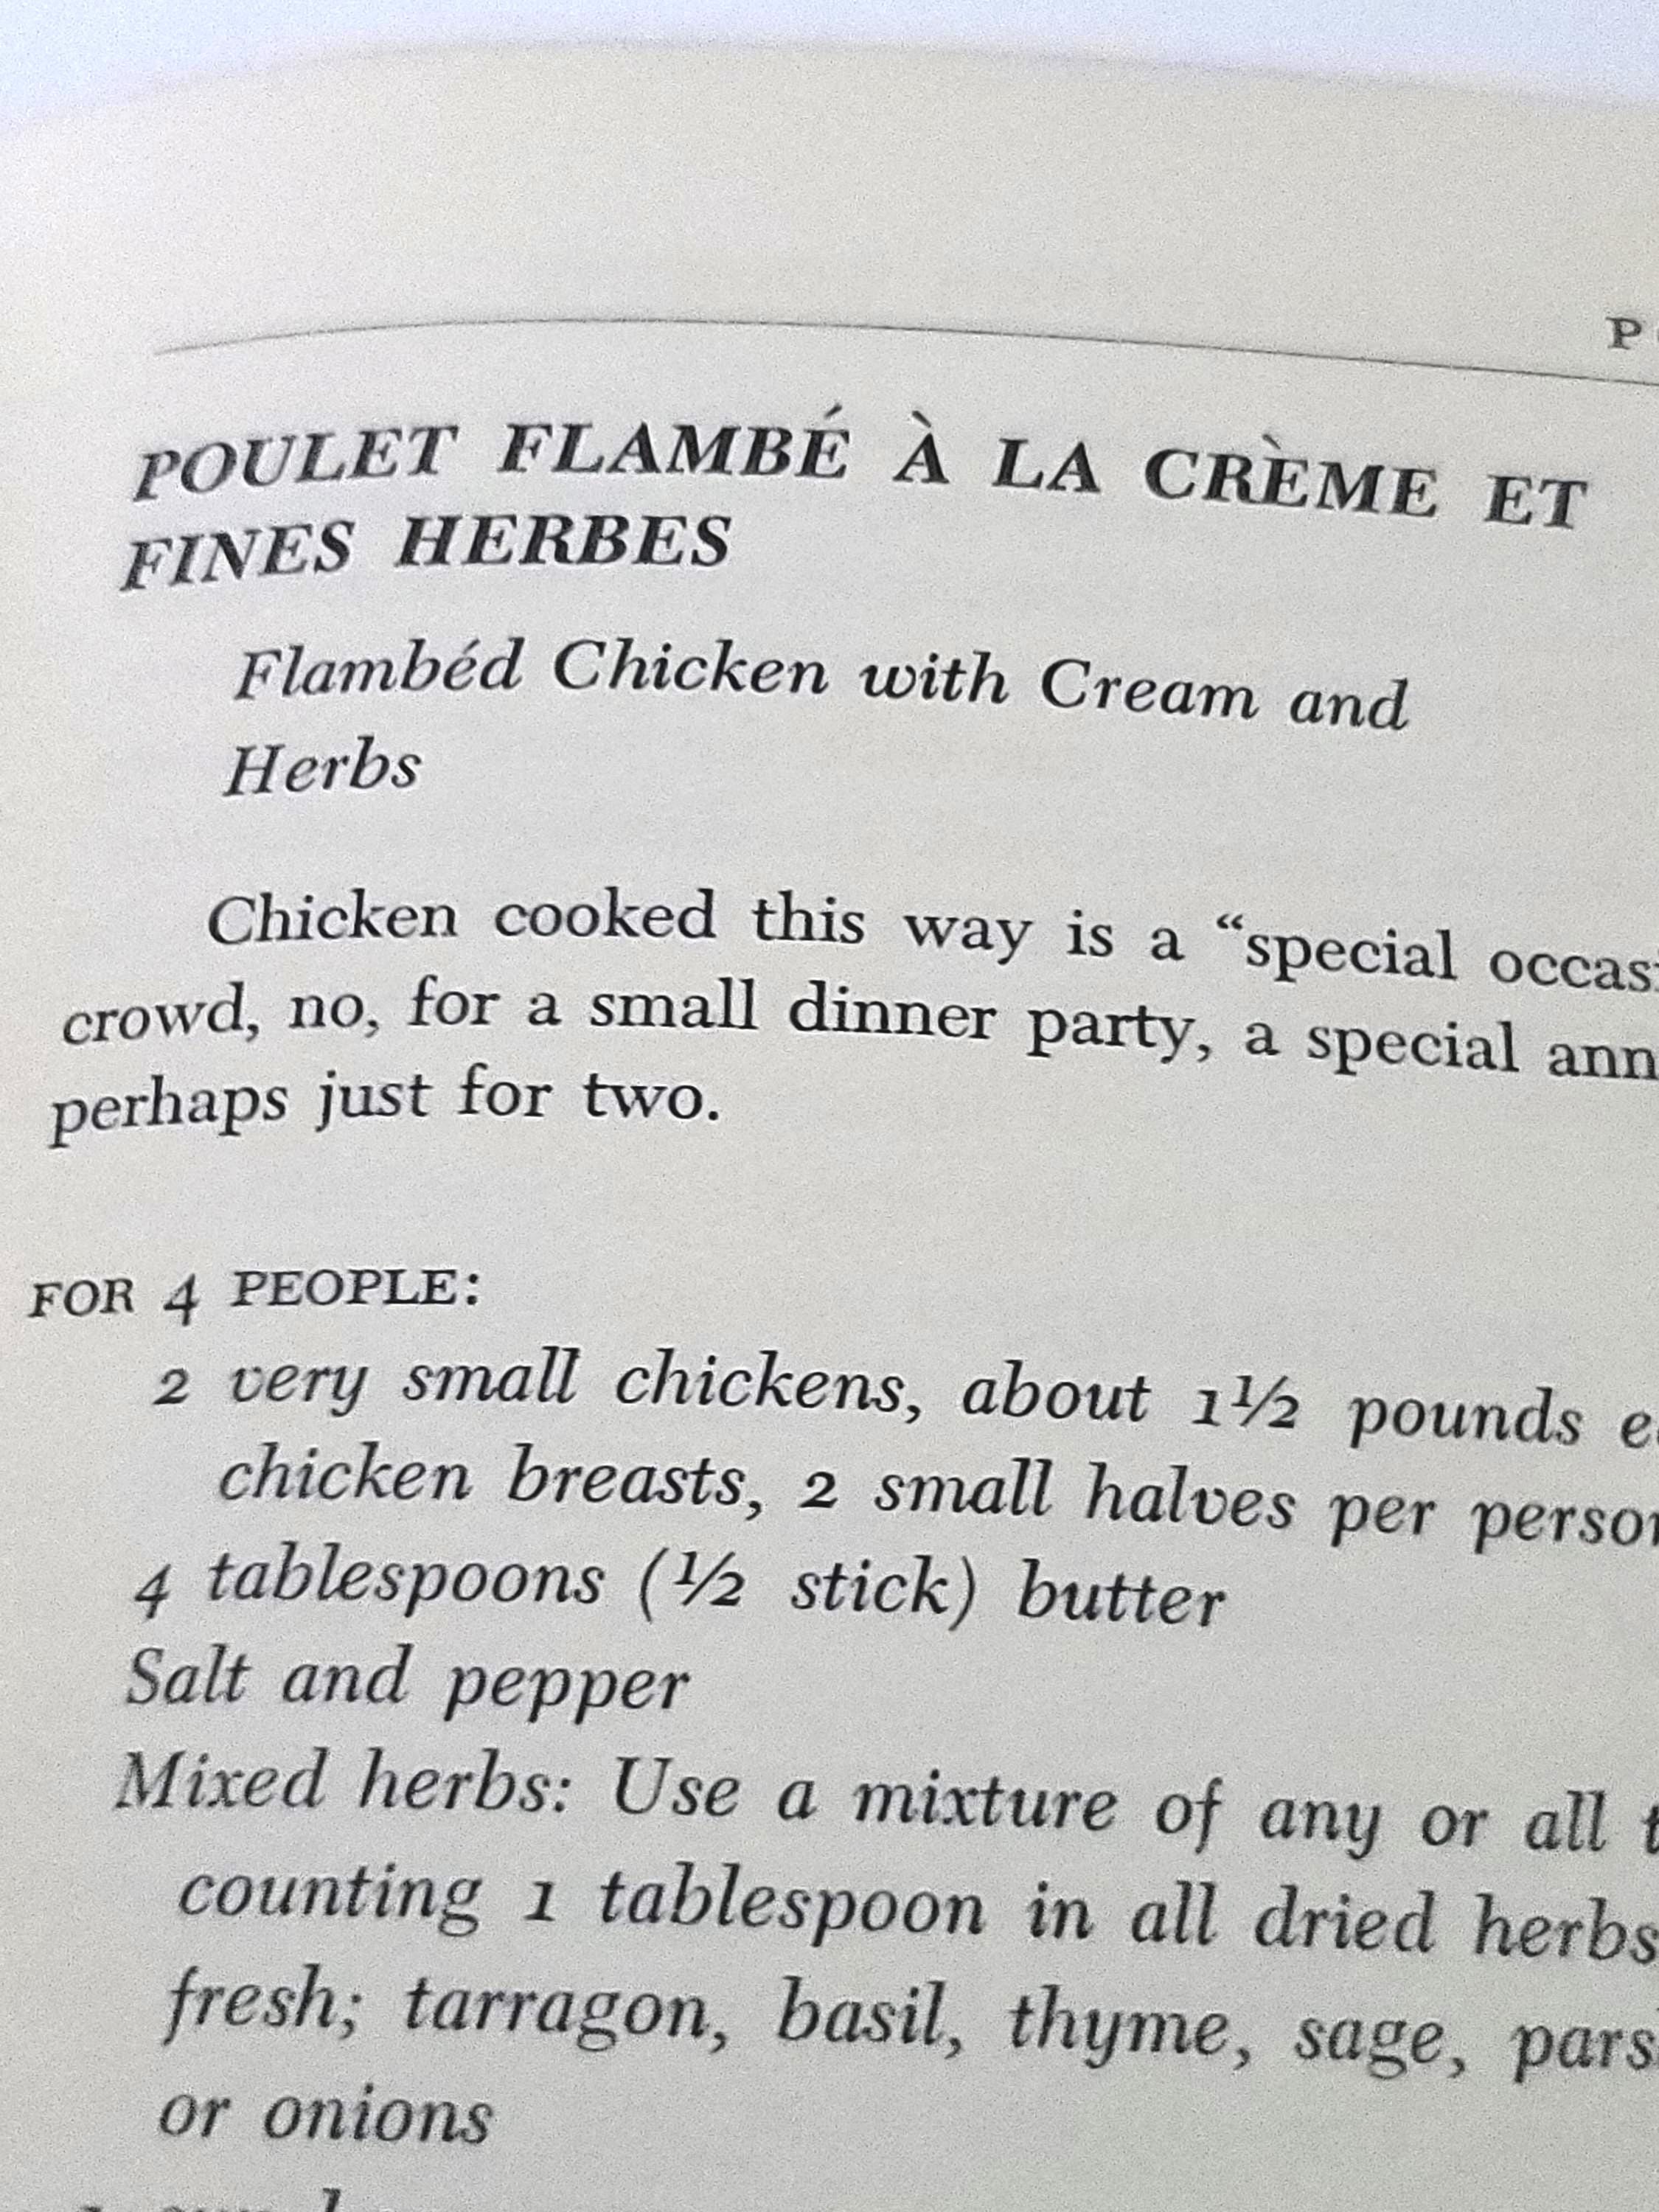 POULET FLAMBÉ À LA CRÈME ET
FINES HERBES
Flambéd Chicken with Cream and
Herbs
Chicken cooked this way is a “special
crowd, no, for a small dinner party, a special
perhaps just for two.
FOR 4 PEOPLE:
2 very small chickens, about 1½ pounds
chicken breasts, 2 small halves per
4 tablespoons (½ stick) butter
Salt and pepper
Mixed herbs: Use a mixture of any or all
counting 1 tablespoon in all dried herbs
fresh; tarragon, basil, thyme, sage,
or onions